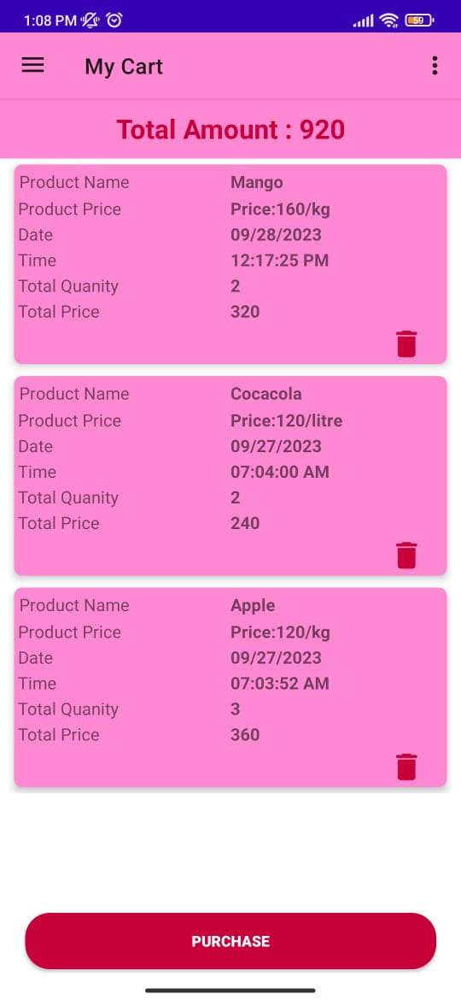 1:08 PM 59
My Cart
Total Amount : 920
Product Name Mango
Product Price Price:160/kg
Date 09/28/2023
Time 12:17:25 PM
Total Quanity 2
Total Price 320
Product Name Cocacola
Product Price Price:120/litre
Date 09/27/2023
Time 07:04:00 AM
Total Quanity 2
Total Price 240
Product Name Apple
Product Price Price:120/kg
Date 09/27/2023
Time 07:03:52 AM
Total Quanity 3
Total Price 360
PURCHASE